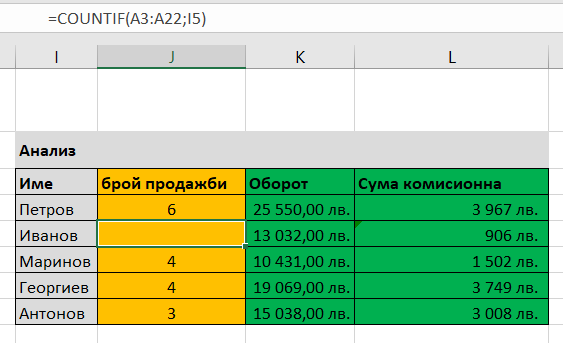 =COUNTIF(A3:A22;I5)
I J K L
Анализ
Име брой продажби Оборот Сума комисионна
Петров 6 25 550,00 лв. 3 967 лв.
Иванов 13 032,00 лв. 906 лв.
Маринов 4 10 431,00 лв. 1 502 лв.
Георгиев 4 19 069,00 лв. 3 749 лв.
Антонов 3 15 038,00 лв. 3 008 лв.